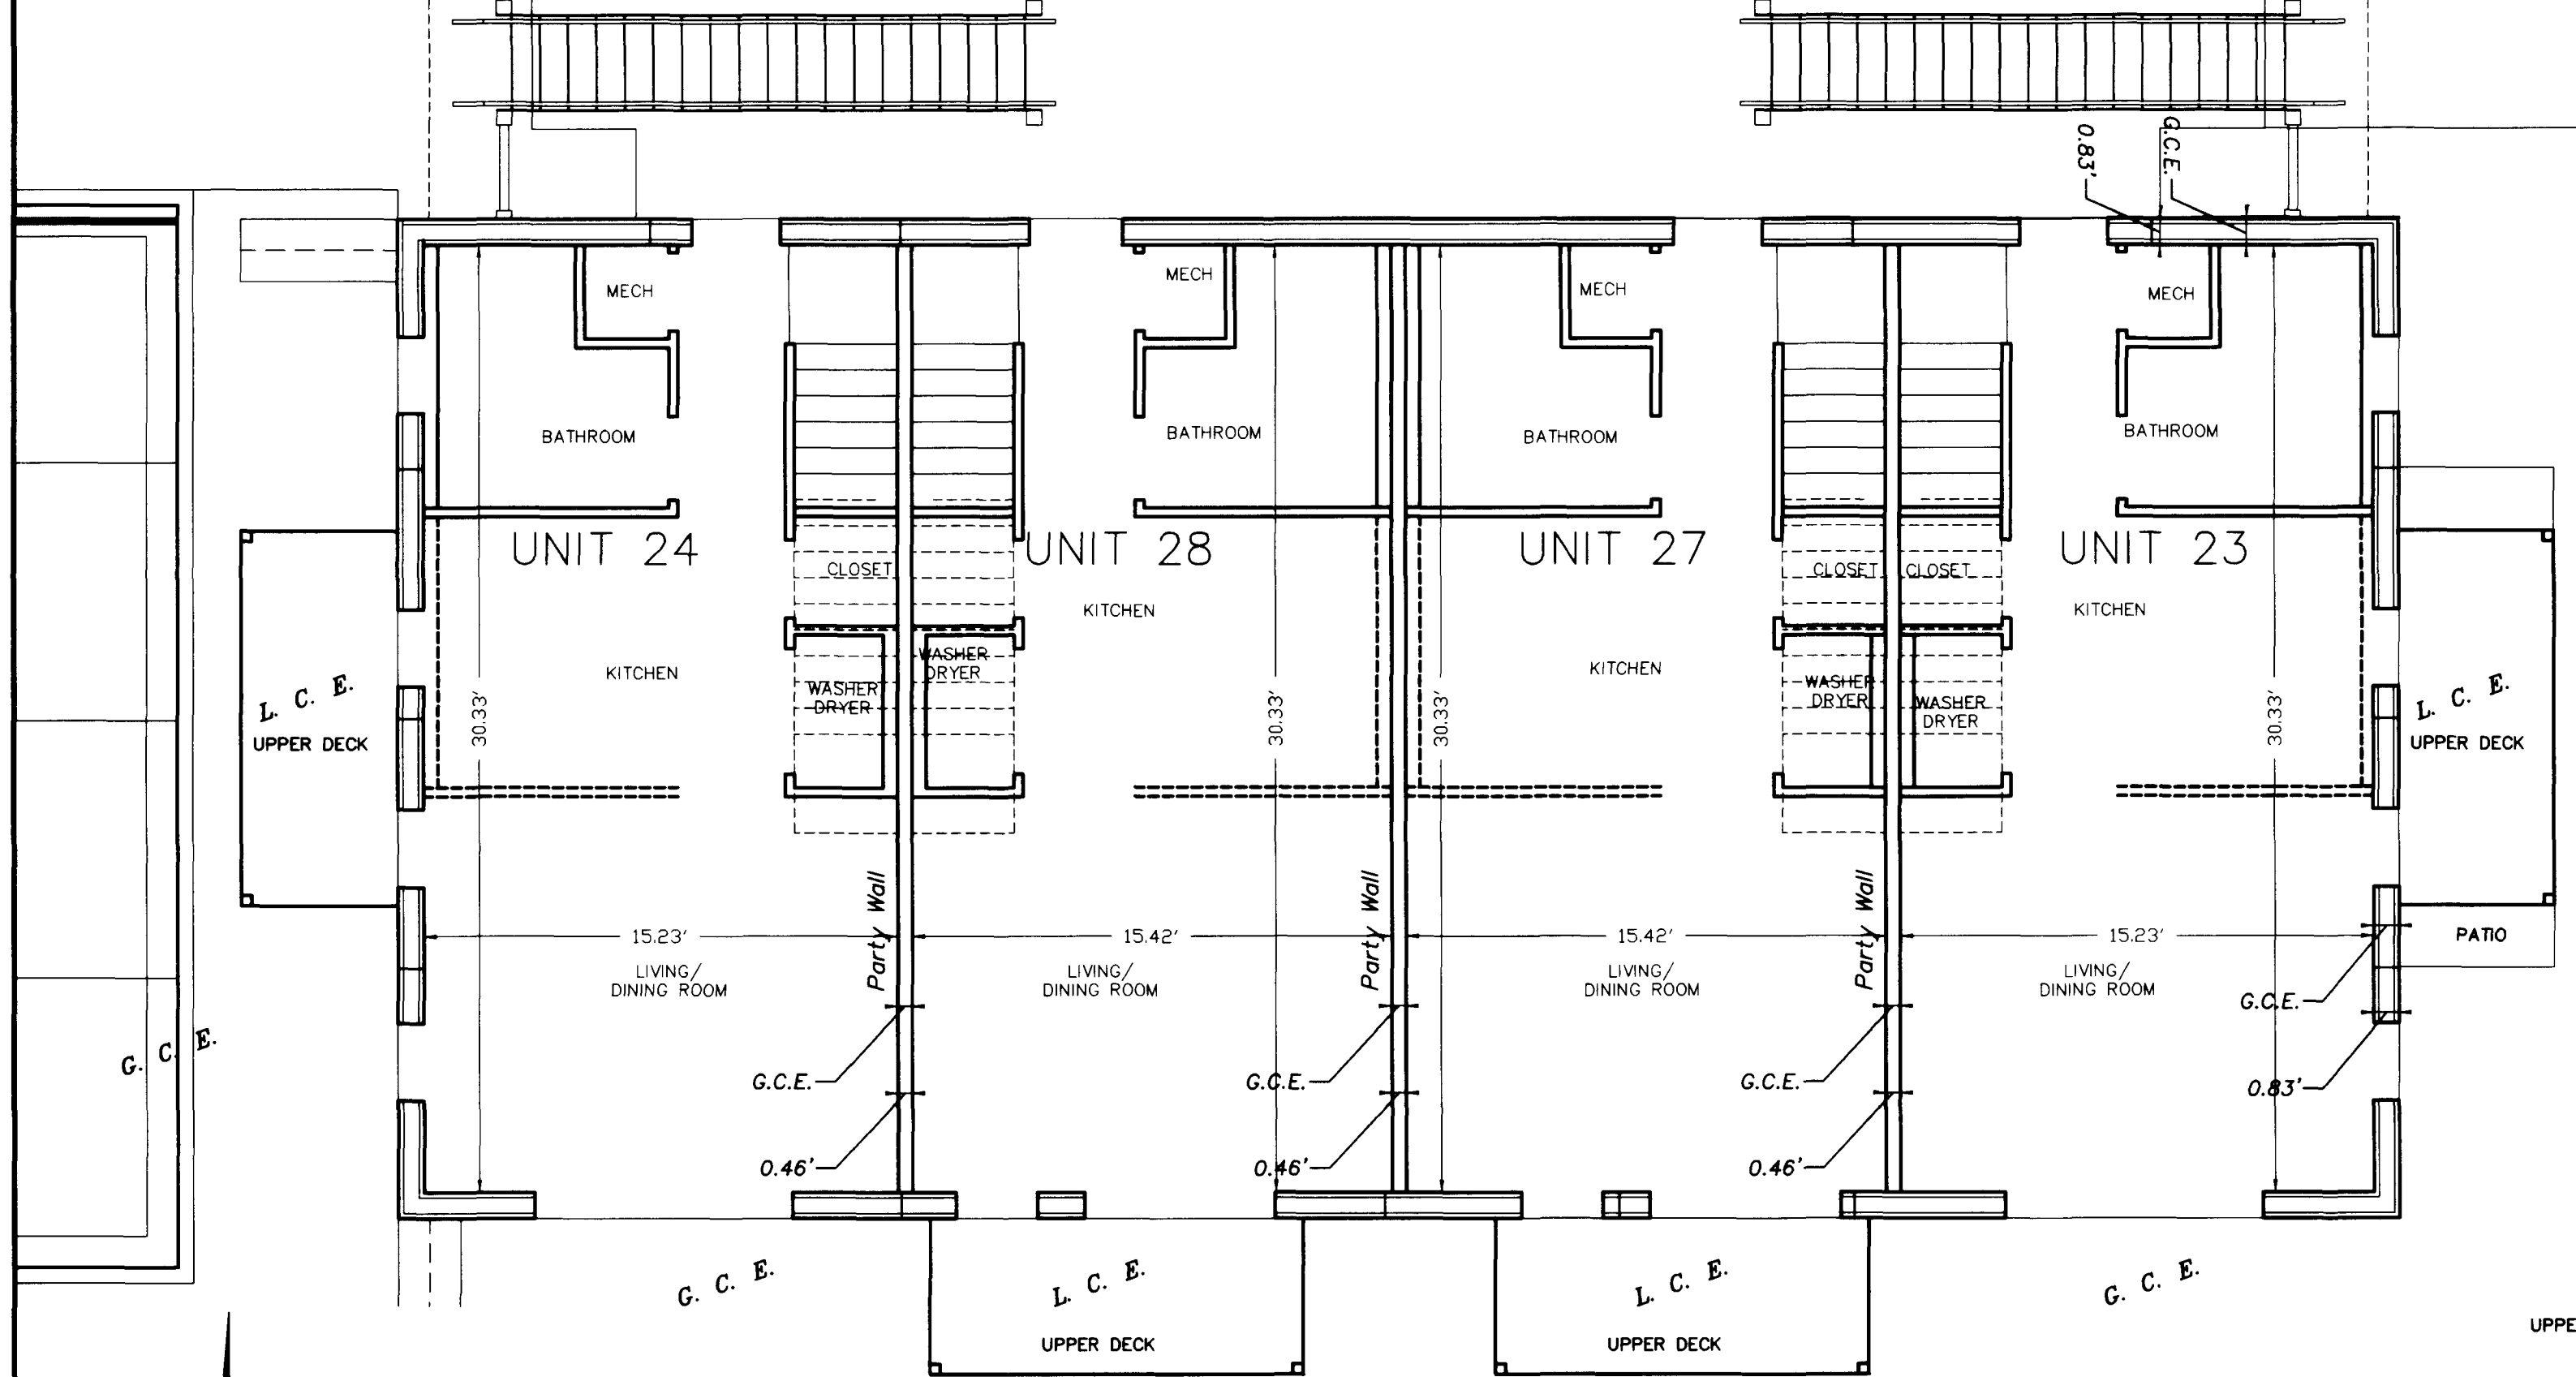 0.83'
G.C.E.
MECH
MECH
MECH
MECH
BATHROOM
BATHROOM
BATHROOM
BATHROOM
UNIT 24
UNIT 28
UNIT 27
UNIT 23
CLOSET
CLOSET
CLOSET
KITCHEN
KITCHEN
KITCHEN
KITCHEN
WASHER
DRYER
WASHER
DRYER
WASHER
DRYER
WASHER
DRYER
L. C. E.
UPPER DECK
30.33'
30.33'
30.33'
30.33'
L. C. E.
UPPER DECK
Party Wall
Party Wall
Party Wall
15.23'
15.42'
15.42'
15.23'
PATIO
LIVING/
DINING ROOM
LIVING/
DINING ROOM
LIVING/
DINING ROOM
LIVING/
DINING ROOM
G.C.E.
G. C. E.
G.C.E.
G.C.E.
G.C.E.
0.83'
0.46'
0.46'
0.46'
G. C. E.
L. C. E.
L. C. E.
G. C. E.
UPPER DECK
UPPER DECK
UPPE